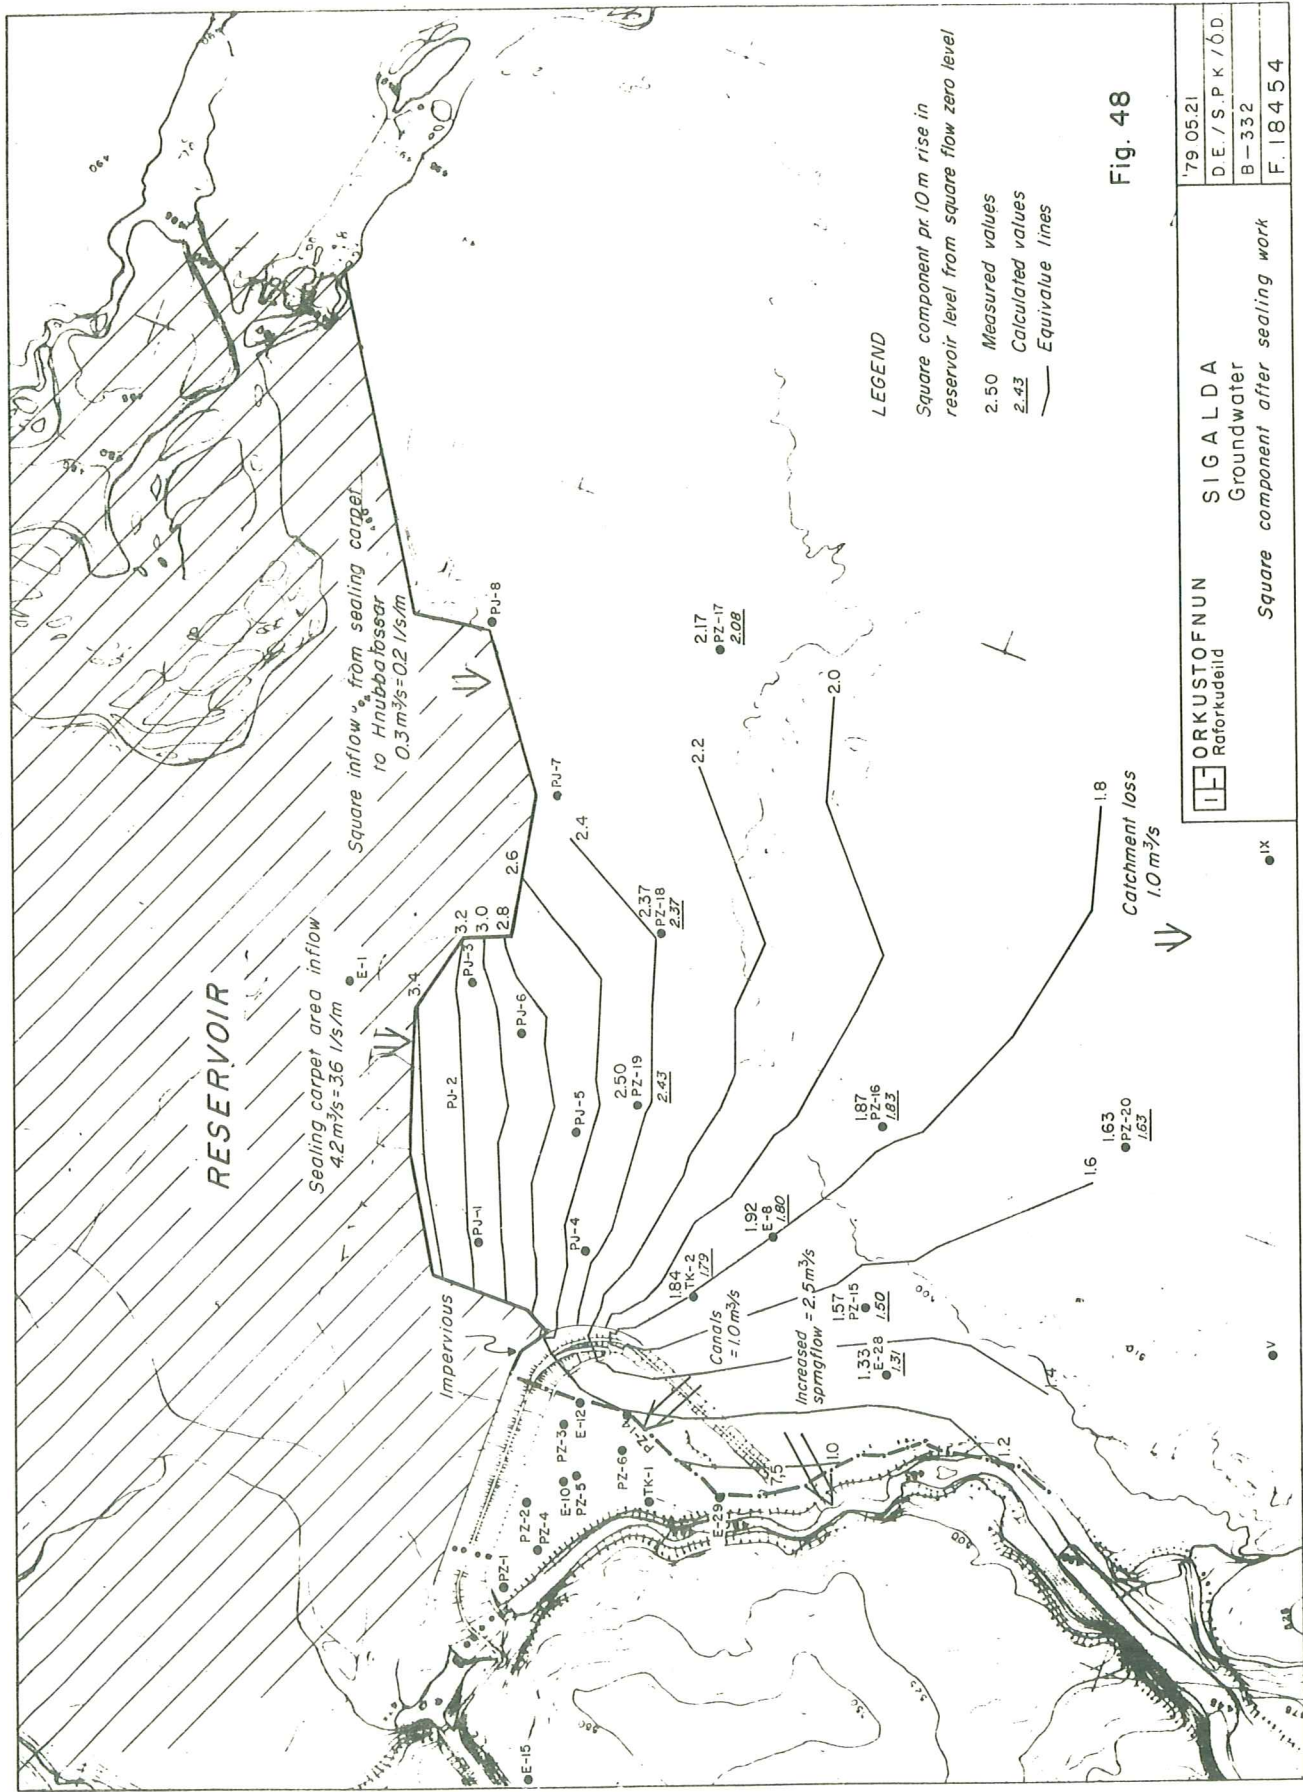 RESERVOIR
Sealing carpet area inflow
4.2 m³/s = 3.6 l/s/m
Square inflow from sealing carpet
to Hnubbafossar
0.3 m³/s = 0.2 l/s/m
Impervious
E-1
PJ-1
PJ-2
PJ-3
PJ-4
PJ-5
PJ-6
PJ-7
PJ-8
3.4
3.2
3.0
2.8
2.6
2.4
2.2
2.0
1.8
1.6
1.4
1.2
1.0
7,5
2.50
PZ-19
2.43
2.37
PZ-18
2.37
2.17
PZ-17
2.08
1.87
PZ-16
1.83
1.63
PZ-20
1.63
1.92
E-8
1.80
1.84
TK-2
1.79
1.57
PZ-15
1.50
1.33
E-28
1.31
Canals
= 1.0 m³/s
Increased
springflow = 2.5 m³/s
Catchment loss
1.0 m³/s
E-15
PZ-1
PZ-2
PZ-4
E-10
PZ-5
PZ-3
E-12
PZ-6
TK-1
E-29
V
IX
490
LEGEND
Square component pr. 10 m rise in
reservoir level from square flow zero level
2.50 Measured values
2.43 Calculated values
Equivalue lines
Fig. 48
ORKUSTOFNUN
Raforkudeild
SIGALDA
Groundwater
Square component after sealing work
'79.05.21
D.E./S.P.K/Ó.D.
B-332
F. 18454